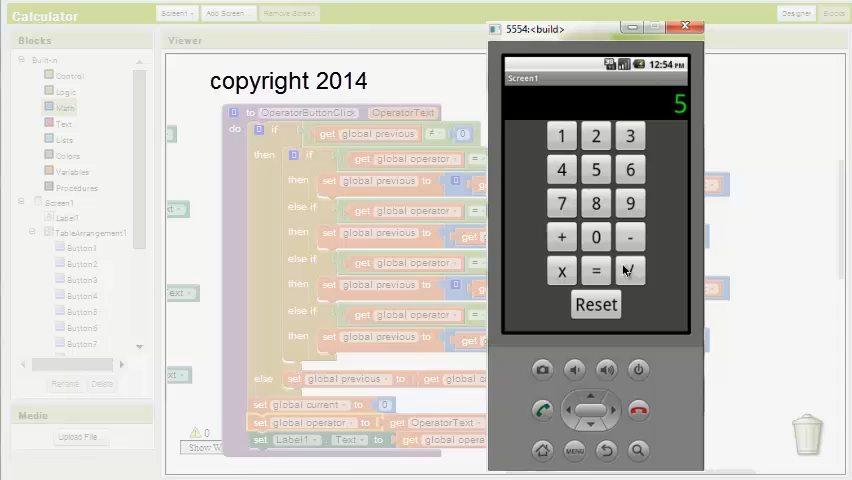 Calculator
Screen1
Add Screen
Remove Screen
Designer
Blocks
Blocks
Viewer
Built-in
Control
Logic
Math
Text
Lists
Colors
Variables
Procedures
Screen1
Label1
TableArrangement1
Button1
Button2
Button3
Button4
Button5
Button6
Button7
Rename
Delete
Media
Upload File...
copyright 2014
to OperatorButtonClick OperatorText
do if get global previous ≠ 0
then if get global operator =
then set global previous to
else if get global operator =
then set global previous to
else if get global operator =
then set global previous to
else if get global operator =
then set global previous to
else set global previous to get
set global current to 0
set global operator to get OperatorText
set Label1 . Text to get global
0
Show W
5554:<build>
12:54 PM
Screen1
5
1 2 3
4 5 6
7 8 9
+ 0 -
x = /
Reset
MENU